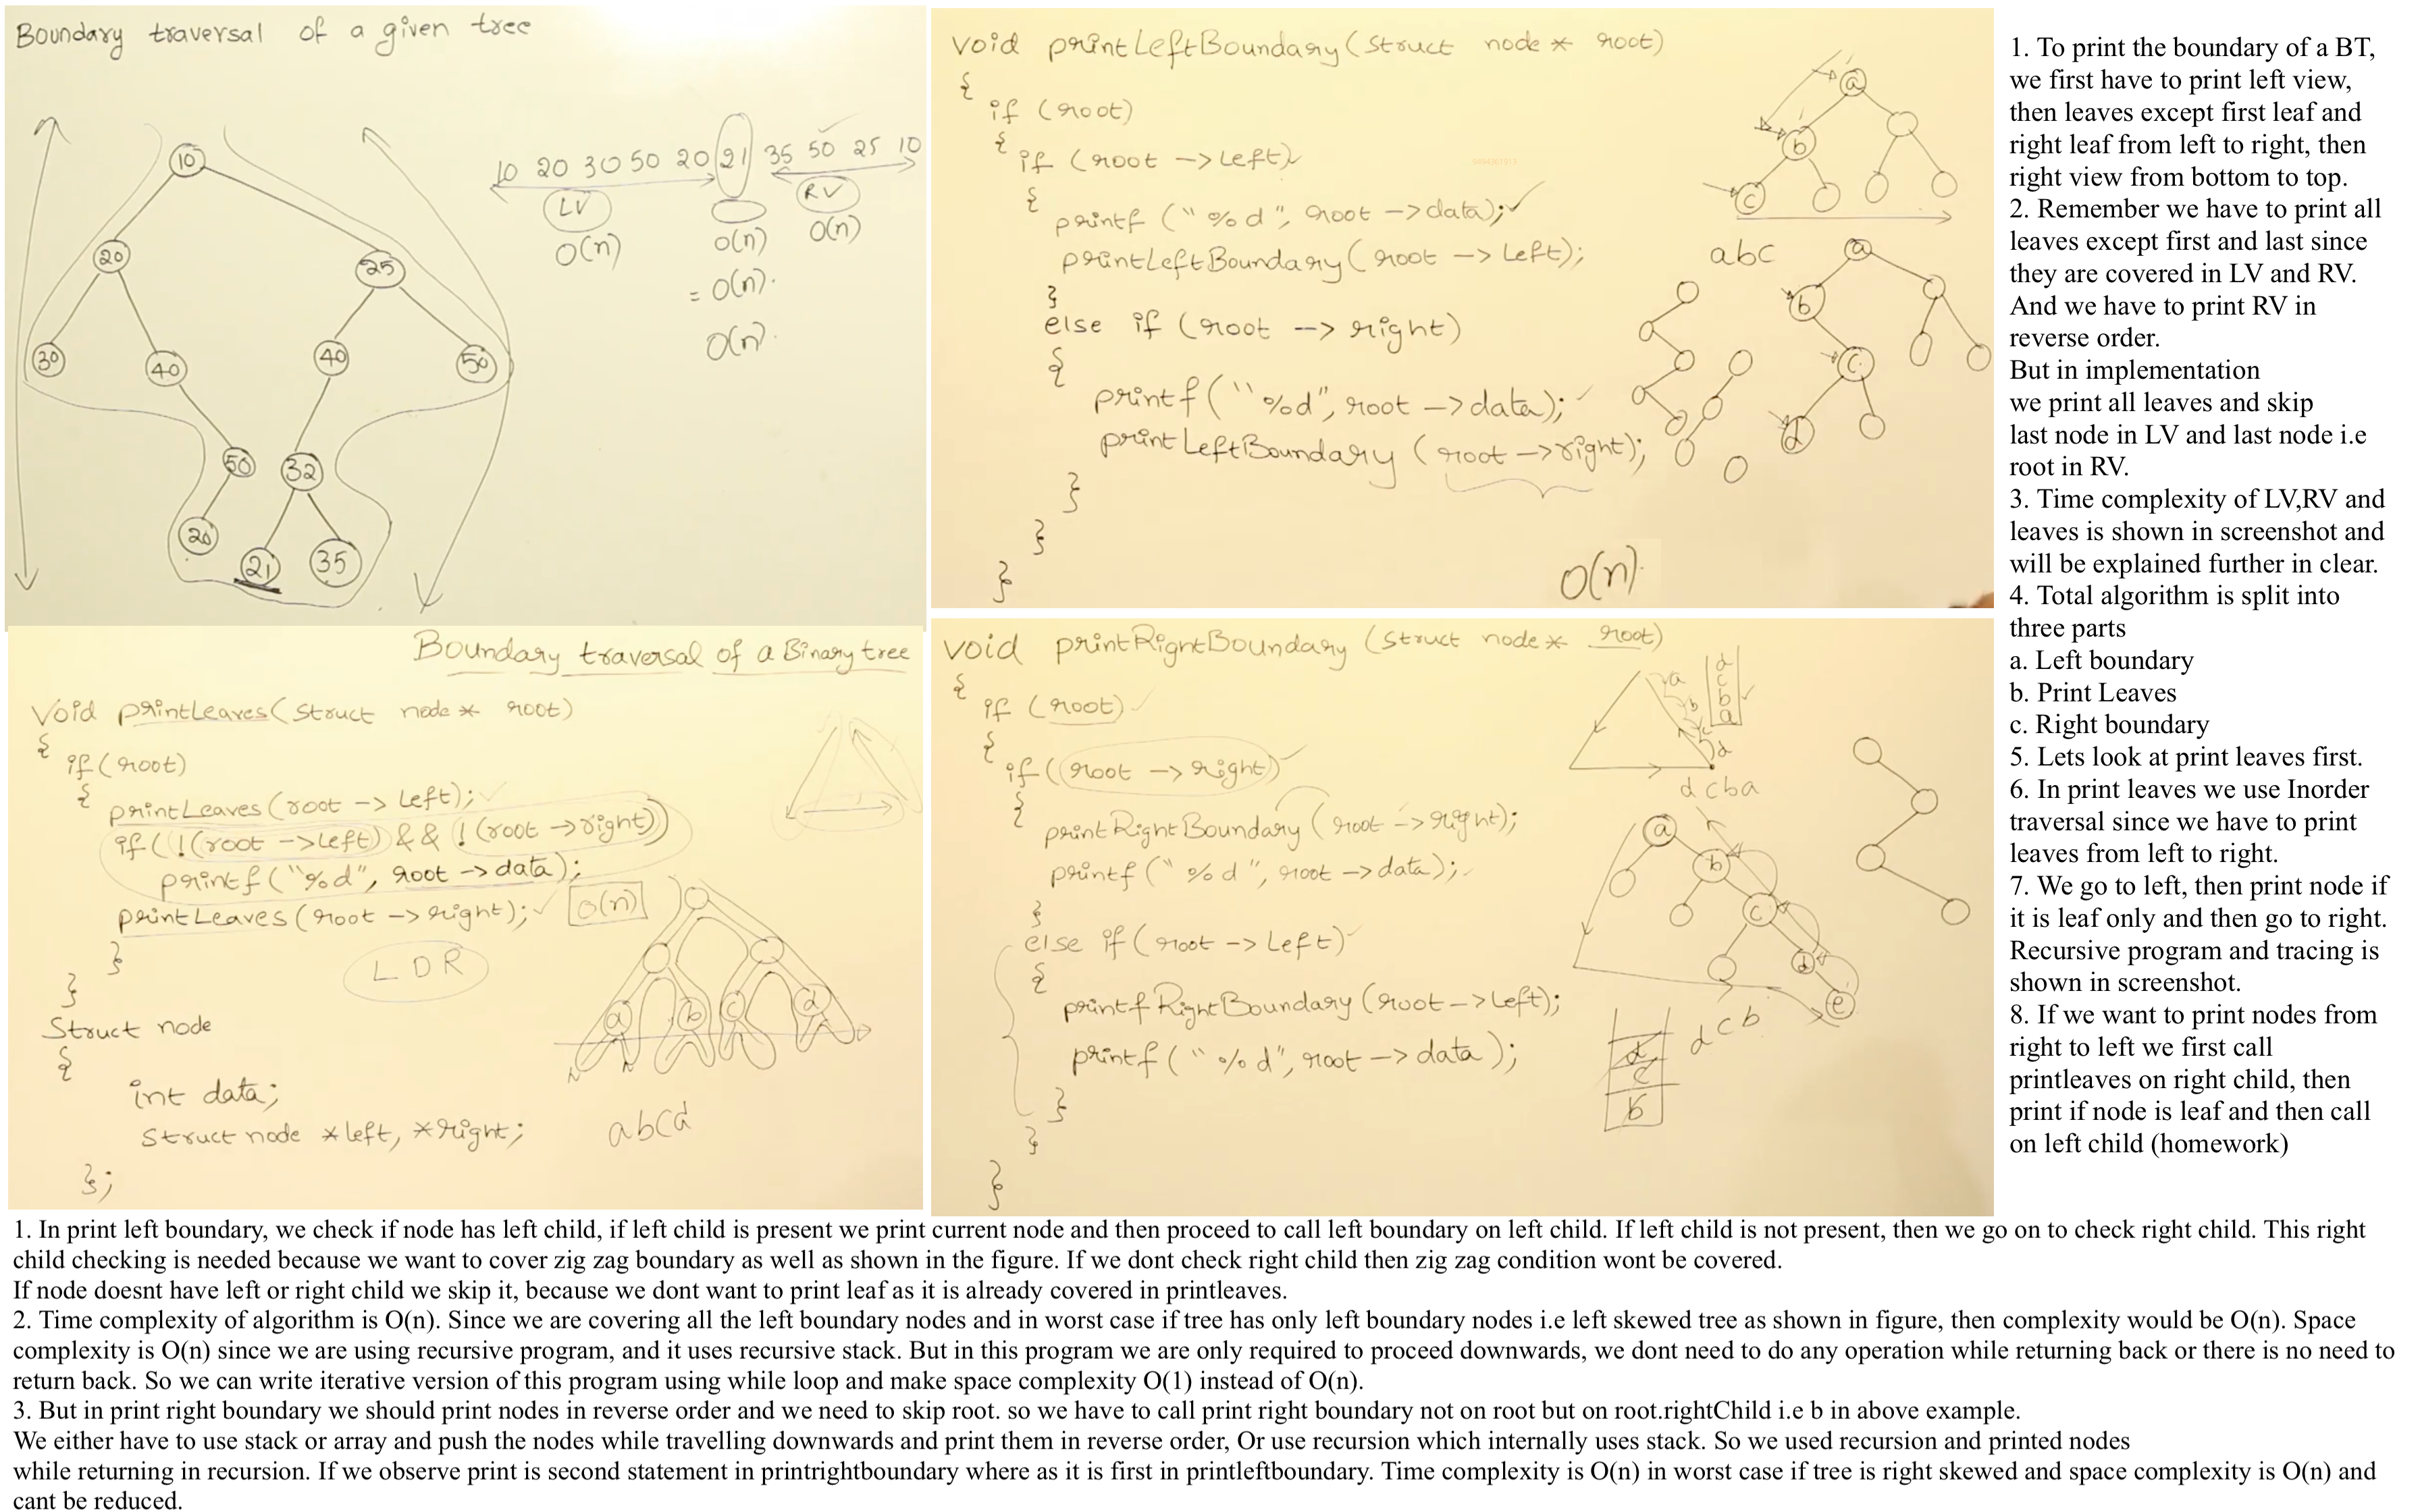 Boundary traversal of a given tree
10
20
25
30
40
40
50
50
32
20
21
35
10 20 30 50 20 21 35 50 25 10
LV
RV
O(n)
O(n)
O(n)
= O(n).
O(n).
void printLeftBoundary(struct node * root)
{
if (root)
{
if (root -> left)
{
printf ("%d", root -> data);
printLeftBoundary(root -> left);
}
else if (root -> right)
{
printf("%d", root -> data);
printLeftBoundary (root -> right);
}
}
}
O(n).
a
b
c
abc
a
b
c
d
Boundary traversal of a Binary tree
Void printLeaves(struct node * root)
{
if(root)
{
printLeaves(root -> left);
if(!(root -> left) && !(root -> right))
printf("%d", root -> data);
printLeaves(root -> right);
}
}
O(n)
LDR
Struct node
{
int data;
struct node *left, *right;
};
a
b
c
d
abcd
void printRightBoundary (struct node * root)
{
if (root)
{
if (root -> right)
{
printRightBoundary (root -> right);
printf ("%d", root -> data);
}
else if (root -> left)
{
printfRightBoundary (root -> left);
printf ("%d", root -> data);
}
}
}
a
b
c
d
d
c
b
a
dcba
a
b
c
d
e
dcb
d
c
b
1. To print the boundary of a BT,
we first have to print left view,
then leaves except first leaf and
right leaf from left to right, then
right view from bottom to top.
2. Remember we have to print all
leaves except first and last since
they are covered in LV and RV.
And we have to print RV in
reverse order.
But in implementation
we print all leaves and skip
last node in LV and last node i.e
root in RV.
3. Time complexity of LV,RV and
leaves is shown in screenshot and
will be explained further in clear.
4. Total algorithm is split into
three parts
a. Left boundary
b. Print Leaves
c. Right boundary
5. Lets look at print leaves first.
6. In print leaves we use Inorder
traversal since we have to print
leaves from left to right.
7. We go to left, then print node if
it is leaf only and then go to right.
Recursive program and tracing is
shown in screenshot.
8. If we want to print nodes from
right to left we first call
printleaves on right child, then
print if node is leaf and then call
on left child (homework)
1. In print left boundary, we check if node has left child, if left child is present we print current node and then proceed to call left boundary on left child. If left child is not present, then we go on to check right child. This right
child checking is needed because we want to cover zig zag boundary as well as shown in the figure. If we dont check right child then zig zag condition wont be covered.
If node doesnt have left or right child we skip it, because we dont want to print leaf as it is already covered in printleaves.
2. Time complexity of algorithm is O(n). Since we are covering all the left boundary nodes and in worst case if tree has only left boundary nodes i.e left skewed tree as shown in figure, then complexity would be O(n). Space
complexity is O(n) since we are using recursive program, and it uses recursive stack. But in this program we are only required to proceed downwards, we dont need to do any operation while returning back or there is no need to
return back. So we can write iterative version of this program using while loop and make space complexity O(1) instead of O(n).
3. But in print right boundary we should print nodes in reverse order and we need to skip root. so we have to call print right boundary not on root but on root.rightChild i.e b in above example.
We either have to use stack or array and push the nodes while travelling downwards and print them in reverse order, Or use recursion which internally uses stack. So we used recursion and printed nodes
while returning in recursion. If we observe print is second statement in printrightboundary where as it is first in printleftboundary. Time complexity is O(n) in worst case if tree is right skewed and space complexity is O(n) and
cant be reduced.